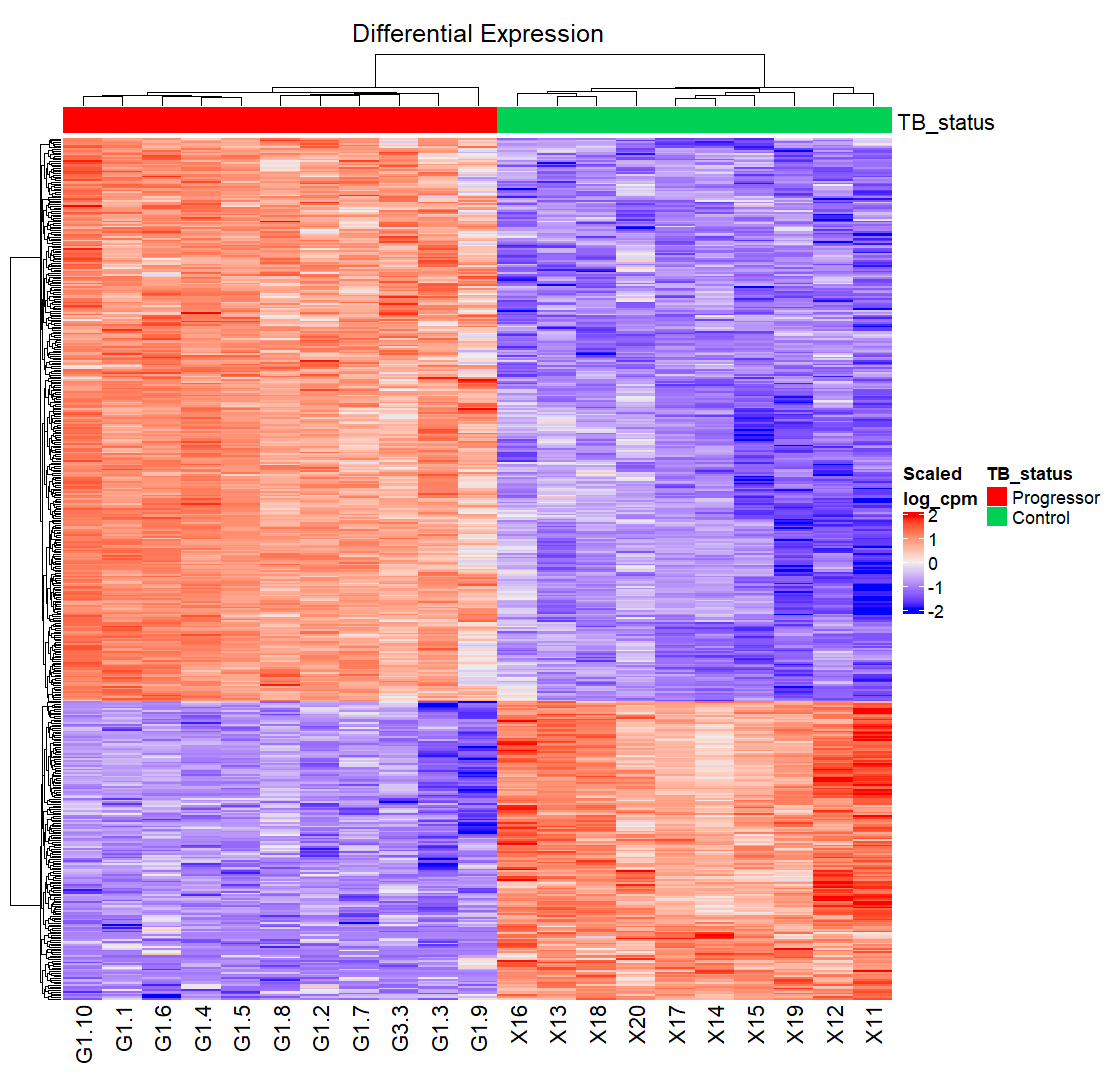 Differential Expression
TB_status
Scaled
log_cpm
2
1
0
-1
-2
TB_status
Progressor
Control
G1.10
G1.1
G1.6
G1.4
G1.5
G1.8
G1.2
G1.7
G3.3
G1.3
G1.9
X16
X13
X18
X20
X17
X14
X15
X19
X12
X11